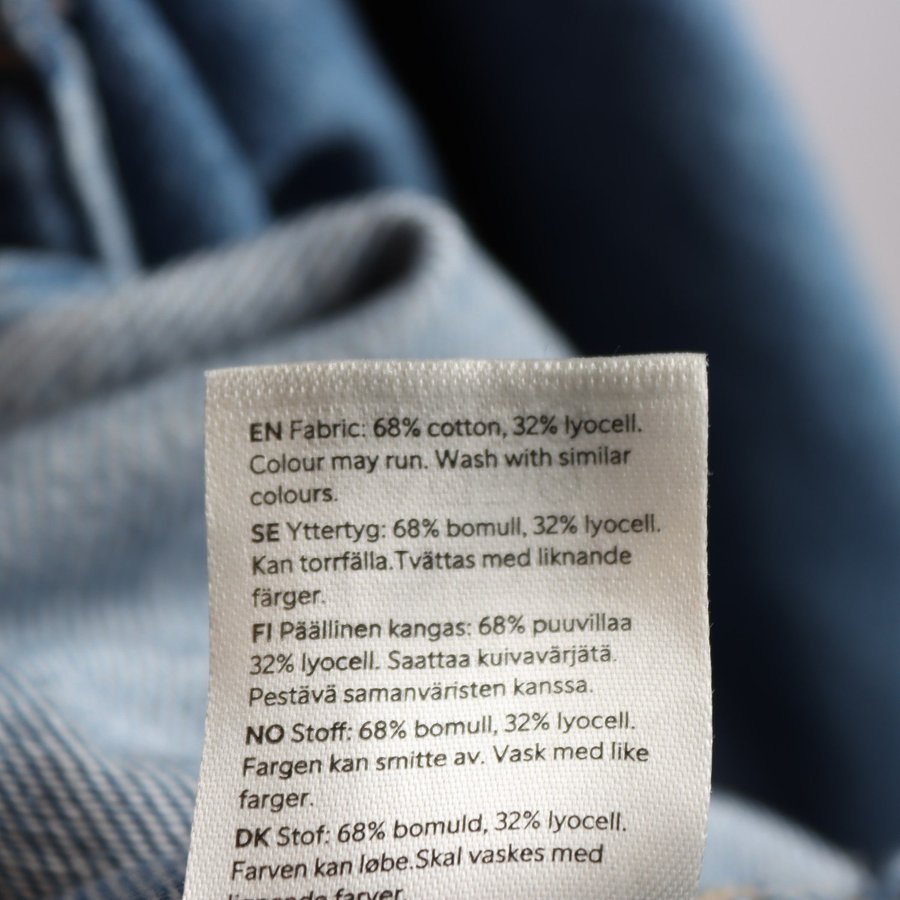 EN Fabric: 68% cotton, 32% lyocell.
Colour may run. Wash with similar
colours.
SE Yttertyg: 68% bomull, 32% lyocell.
Kan torrfälla.Tvättas med liknande
färger.
FI Päällinen kangas: 68% puuvillaa
32% lyocell. Saattaa kuivavärjätä.
Pestävä samanväristen kanssa.
NO Stoff: 68% bomull, 32% lyocell.
Fargen kan smitte av. Vask med like
farger.
DK Stof: 68% bomuld, 32% lyocell.
Farven kan løbe.Skal vaskes med
lignende farver.